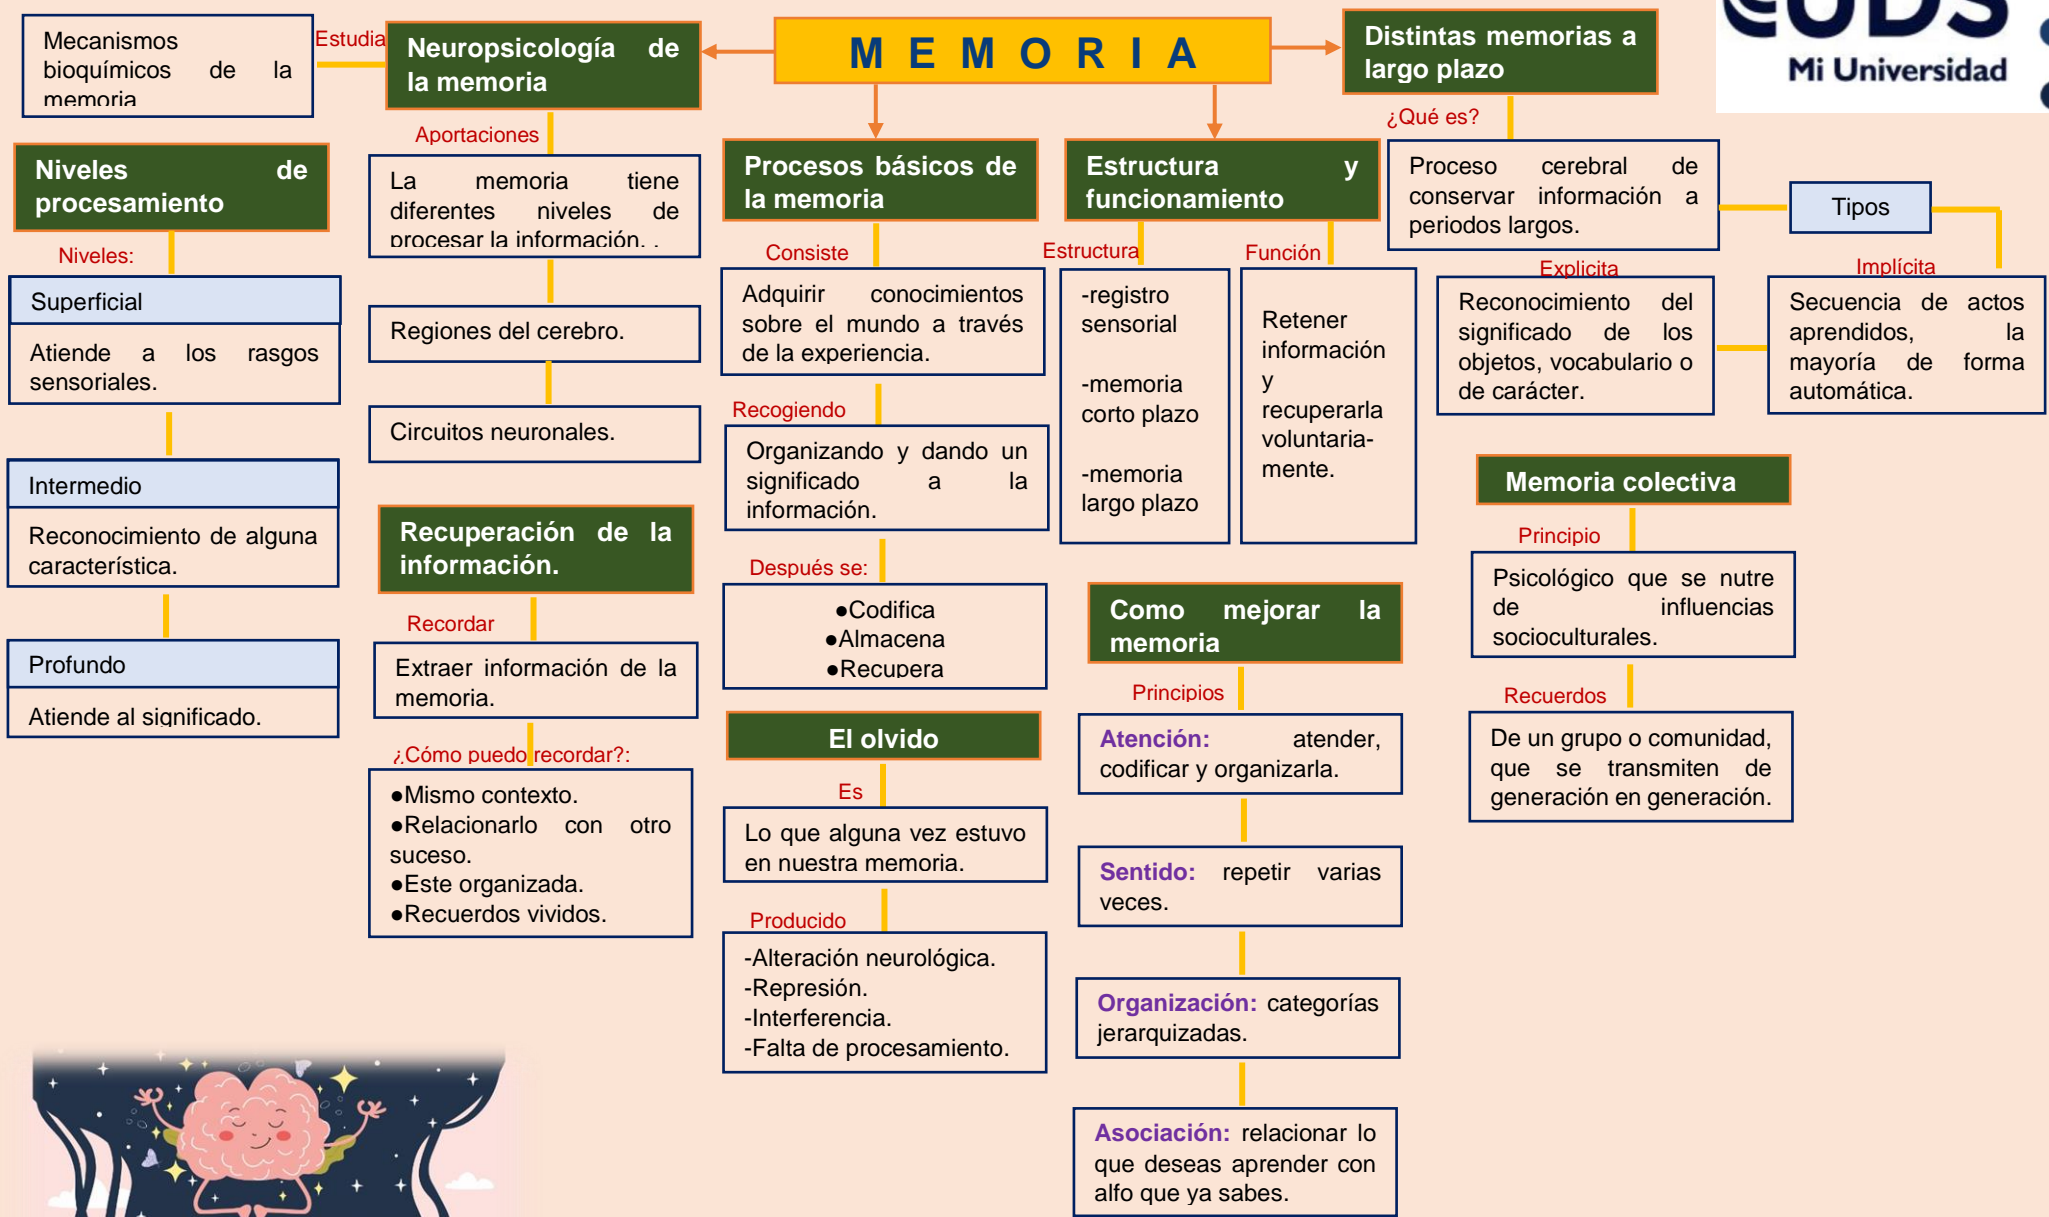 M E M O R I A
UDS
Mi Universidad
Mecanismos
bioquímicos de la
memoria
Estudia
Neuropsicología de
la memoria
Aportaciones
La memoria tiene
diferentes niveles de
procesar la información. .
Regiones del cerebro.
Circuitos neuronales.
Niveles de
procesamiento
Niveles:
Superficial
Atiende a los rasgos
sensoriales.
Intermedio
Reconocimiento de alguna
característica.
Profundo
Atiende al significado.
Recuperación de la
información.
Recordar
Extraer información de la
memoria.
¿Cómo puedo recordar?:
●Mismo contexto.
●Relacionarlo con otro
suceso.
●Este organizada.
●Recuerdos vividos.
Procesos básicos de
la memoria
Consiste
Adquirir conocimientos
sobre el mundo a través
de la experiencia.
Recogiendo
Organizando y dando un
significado a la
información.
Después se:
●Codifica
●Almacena
●Recupera
El olvido
Es
Lo que alguna vez estuvo
en nuestra memoria.
Producido
-Alteración neurológica.
-Represión.
-Interferencia.
-Falta de procesamiento.
Estructura y
funcionamiento
Estructura
-registro
sensorial
-memoria
corto plazo
-memoria
largo plazo
Función
Retener
información
y
recuperarla
voluntaria-
mente.
Como mejorar la
memoria
Principios
Atención: atender,
codificar y organizarla.
Sentido: repetir varias
veces.
Organización: categorías
jerarquizadas.
Asociación: relacionar lo
que deseas aprender con
alfo que ya sabes.
Distintas memorias a
largo plazo
¿Qué es?
Proceso cerebral de
conservar información a
periodos largos.
Tipos
Explicita
Reconocimiento del
significado de los
objetos, vocabulario o
de carácter.
Implícita
Secuencia de actos
aprendidos, la
mayoría de forma
automática.
Memoria colectiva
Principio
Psicológico que se nutre
de influencias
socioculturales.
Recuerdos
De un grupo o comunidad,
que se transmiten de
generación en generación.